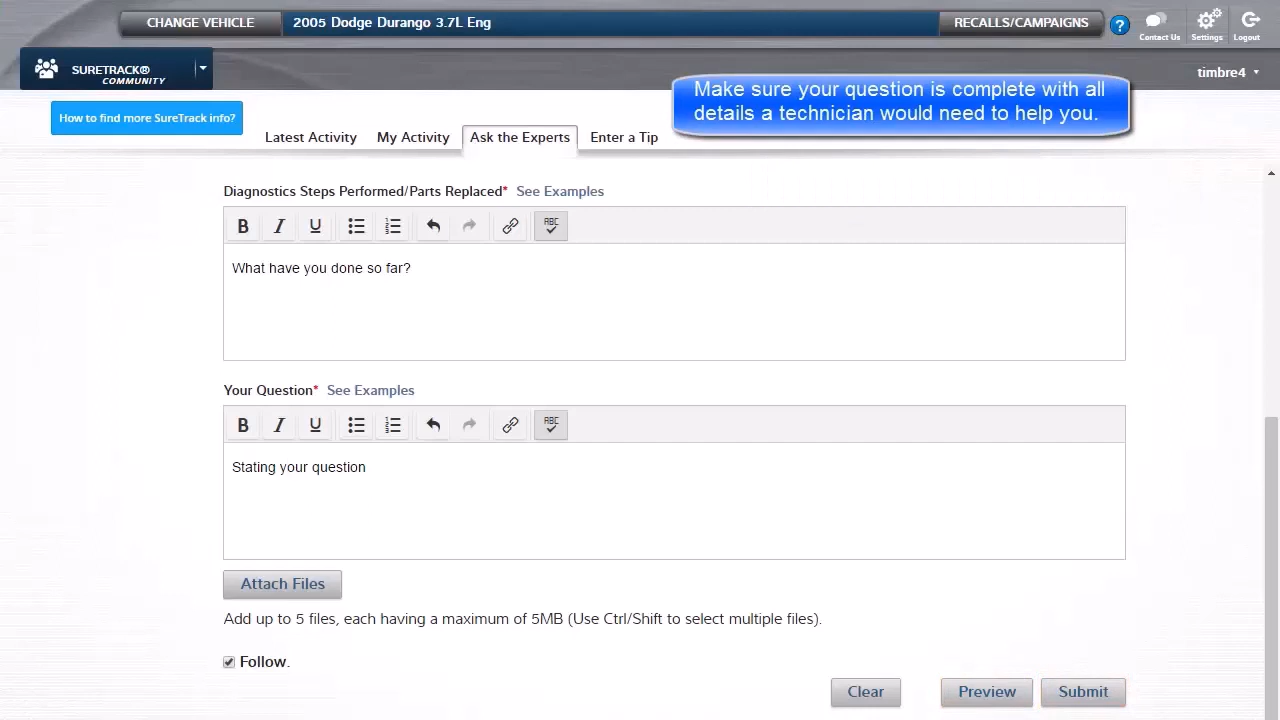 CHANGE VEHICLE
2005 Dodge Durango 3.7L Eng
RECALLS/CAMPAIGNS
?
Contact Us
Settings
Logout
SURETRACK®
COMMUNITY
timbre4
Make sure your question is complete with all
details a technician would need to help you.
How to find more SureTrack info?
Latest Activity
My Activity
Ask the Experts
Enter a Tip
Diagnostics Steps Performed/Parts Replaced* See Examples
B I U ABC
What have you done so far?
Your Question* See Examples
B I U ABC
Stating your question
Attach Files
Add up to 5 files, each having a maximum of 5MB (Use Ctrl/Shift to select multiple files).
Follow.
Clear
Preview
Submit